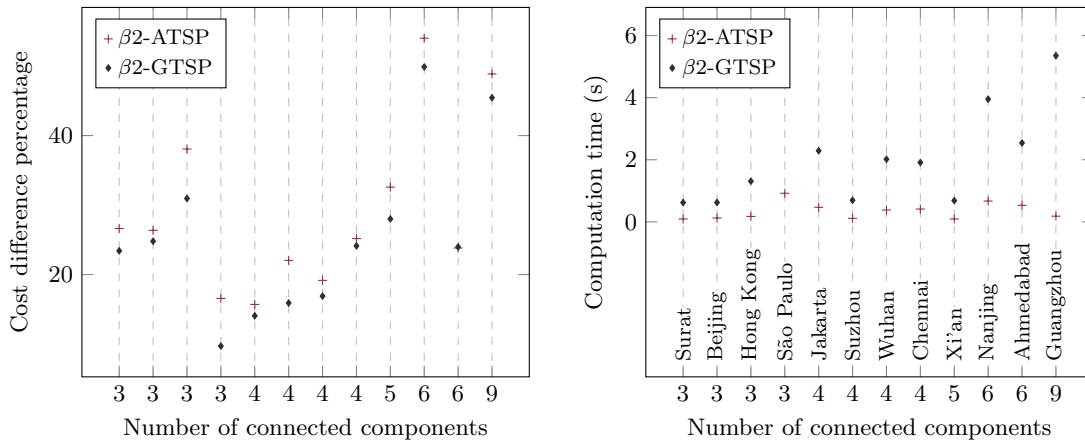 β2-ATSP
β2-GTSP
Cost difference percentage
40
20
3 3 3 3 4 4 4 4 5 6 6 9
Number of connected components
β2-ATSP
β2-GTSP
Computation time (s)
6
4
2
0
Surat
Beijing
Hong Kong
São Paulo
Jakarta
Suzhou
Wuhan
Chennai
Xi'an
Nanjing
Ahmedabad
Guangzhou
3 3 3 3 4 4 4 4 5 6 6 9
Number of connected components